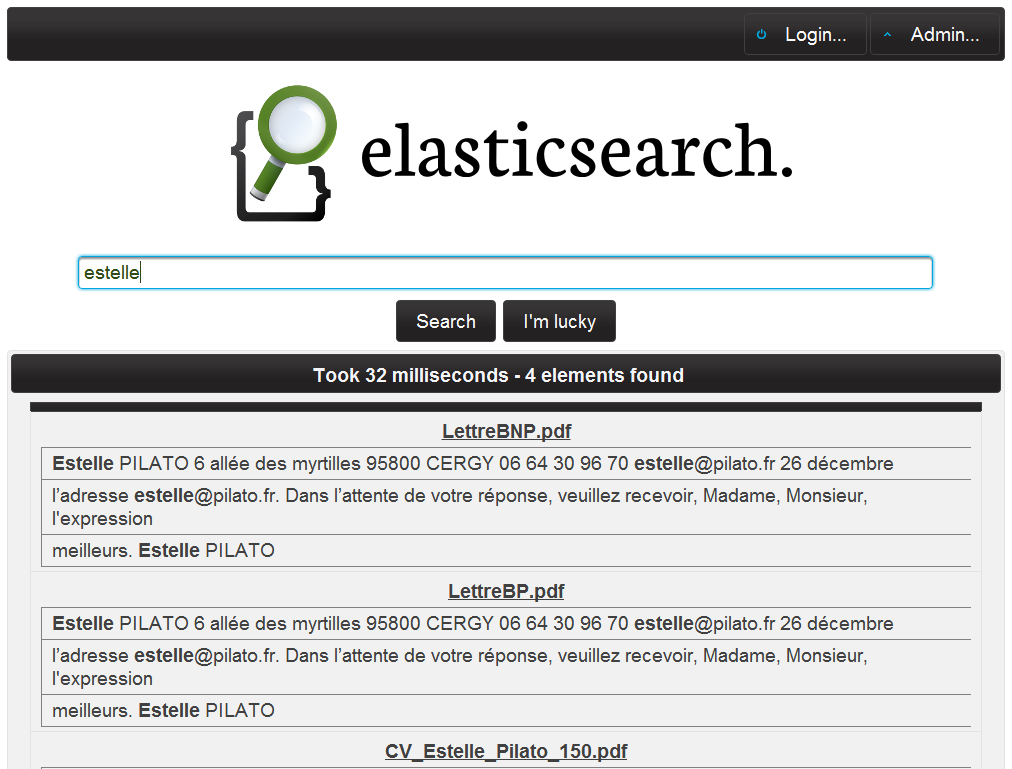 Login...
Admin...
elasticsearch.
estelle
Search
I'm lucky
Took 32 milliseconds - 4 elements found
LettreBNP.pdf
Estelle PILATO 6 allée des myrtilles 95800 CERGY 06 64 30 96 70 estelle@pilato.fr 26 décembre
l’adresse estelle@pilato.fr. Dans l’attente de votre réponse, veuillez recevoir, Madame, Monsieur,
l'expression
meilleurs. Estelle PILATO
LettreBP.pdf
Estelle PILATO 6 allée des myrtilles 95800 CERGY 06 64 30 96 70 estelle@pilato.fr 26 décembre
l’adresse estelle@pilato.fr. Dans l’attente de votre réponse, veuillez recevoir, Madame, Monsieur,
l'expression
meilleurs. Estelle PILATO
CV_Estelle_Pilato_150.pdf